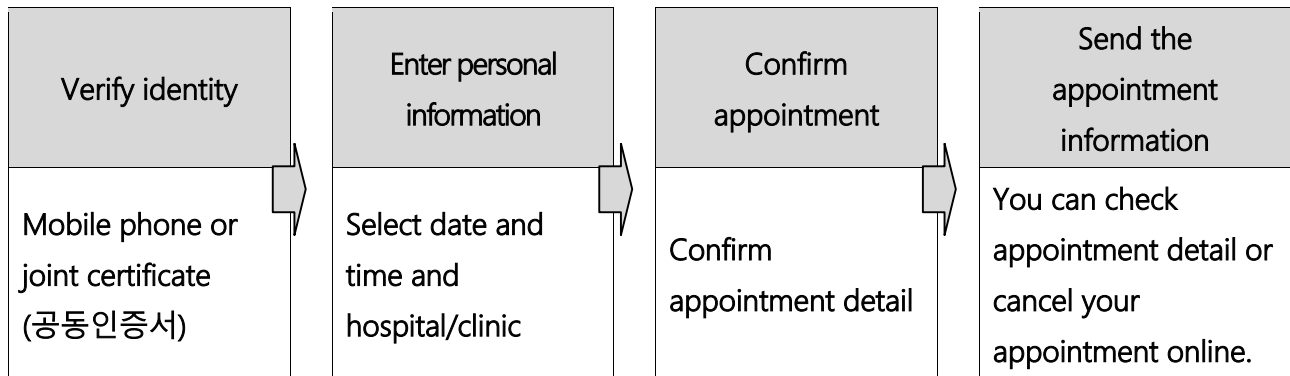 Verify identity
Mobile phone or
joint certificate
(공동인증서)
Enter personal
information
Select date and
time and
hospital/clinic
Confirm
appointment
Confirm
appointment detail
Send the
appointment
information
You can check
appointment detail or
cancel your
appointment online.